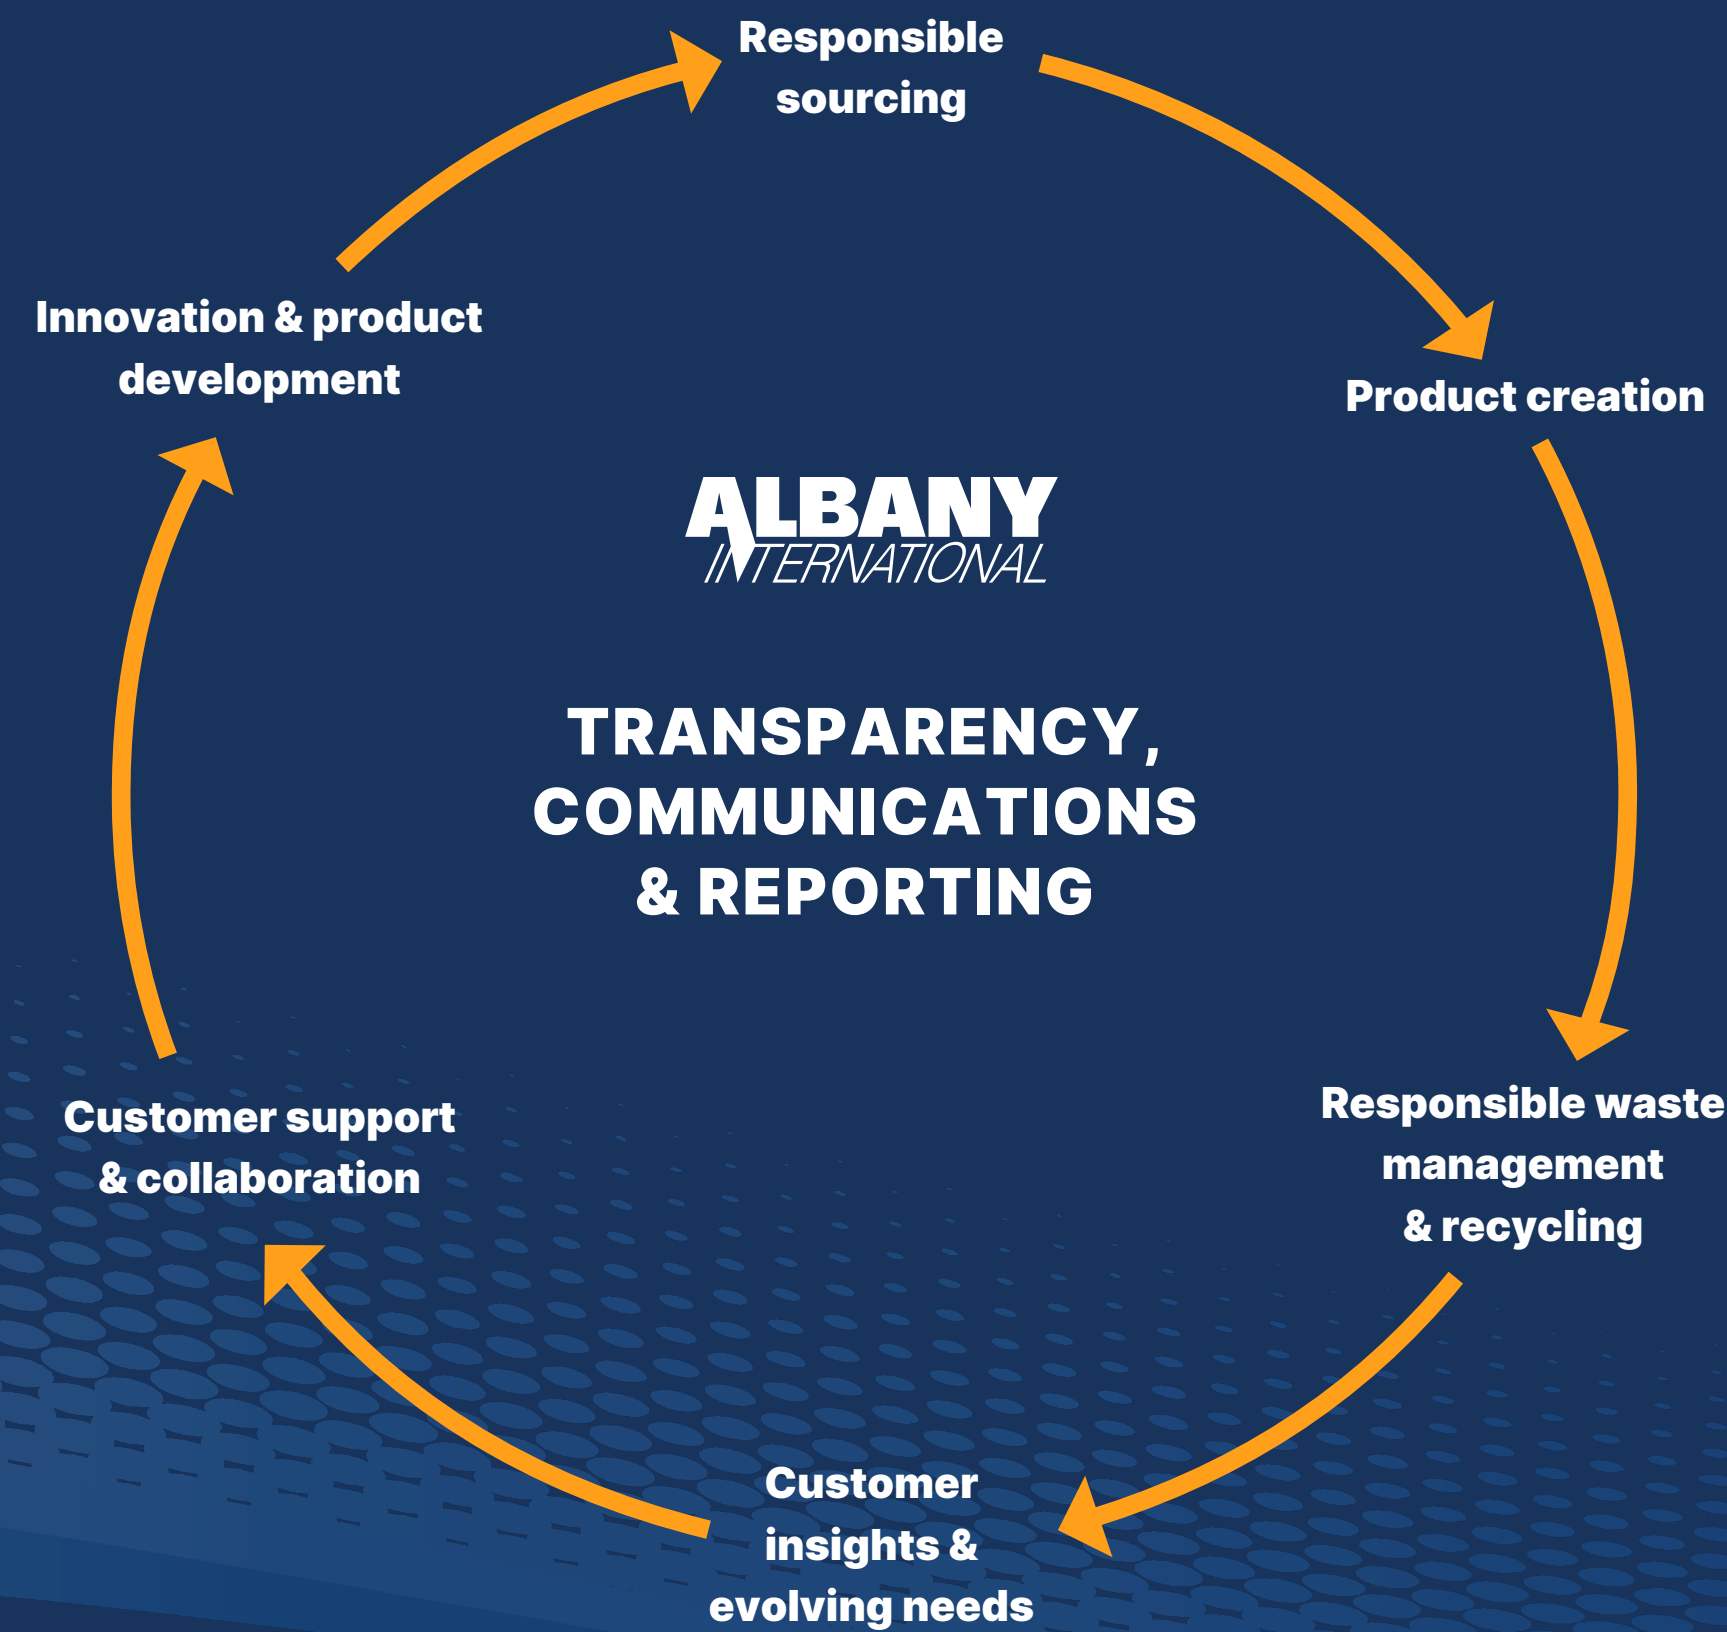 Responsible
sourcing
Innovation & product
development
Product creation
ALBANY
INTERNATIONAL
TRANSPARENCY,
COMMUNICATIONS
& REPORTING
Customer support
& collaboration
Responsible waste
management
& recycling
Customer
insights &
evolving needs